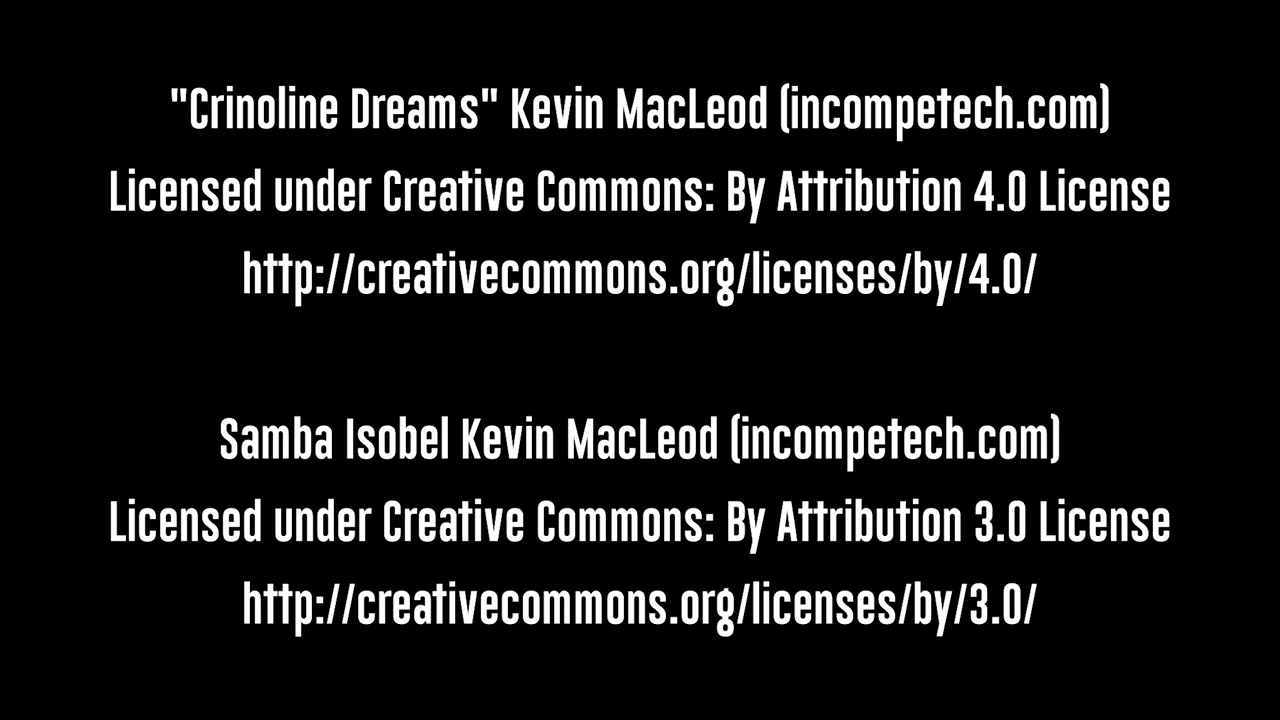 "Crinoline Dreams" Kevin MacLeod (incompetech.com)
Licensed under Creative Commons: By Attribution 4.0 License
http://creativecommons.org/licenses/by/4.0/
Samba Isobel Kevin MacLeod (incompetech.com)
Licensed under Creative Commons: By Attribution 3.0 License
http://creativecommons.org/licenses/by/3.0/